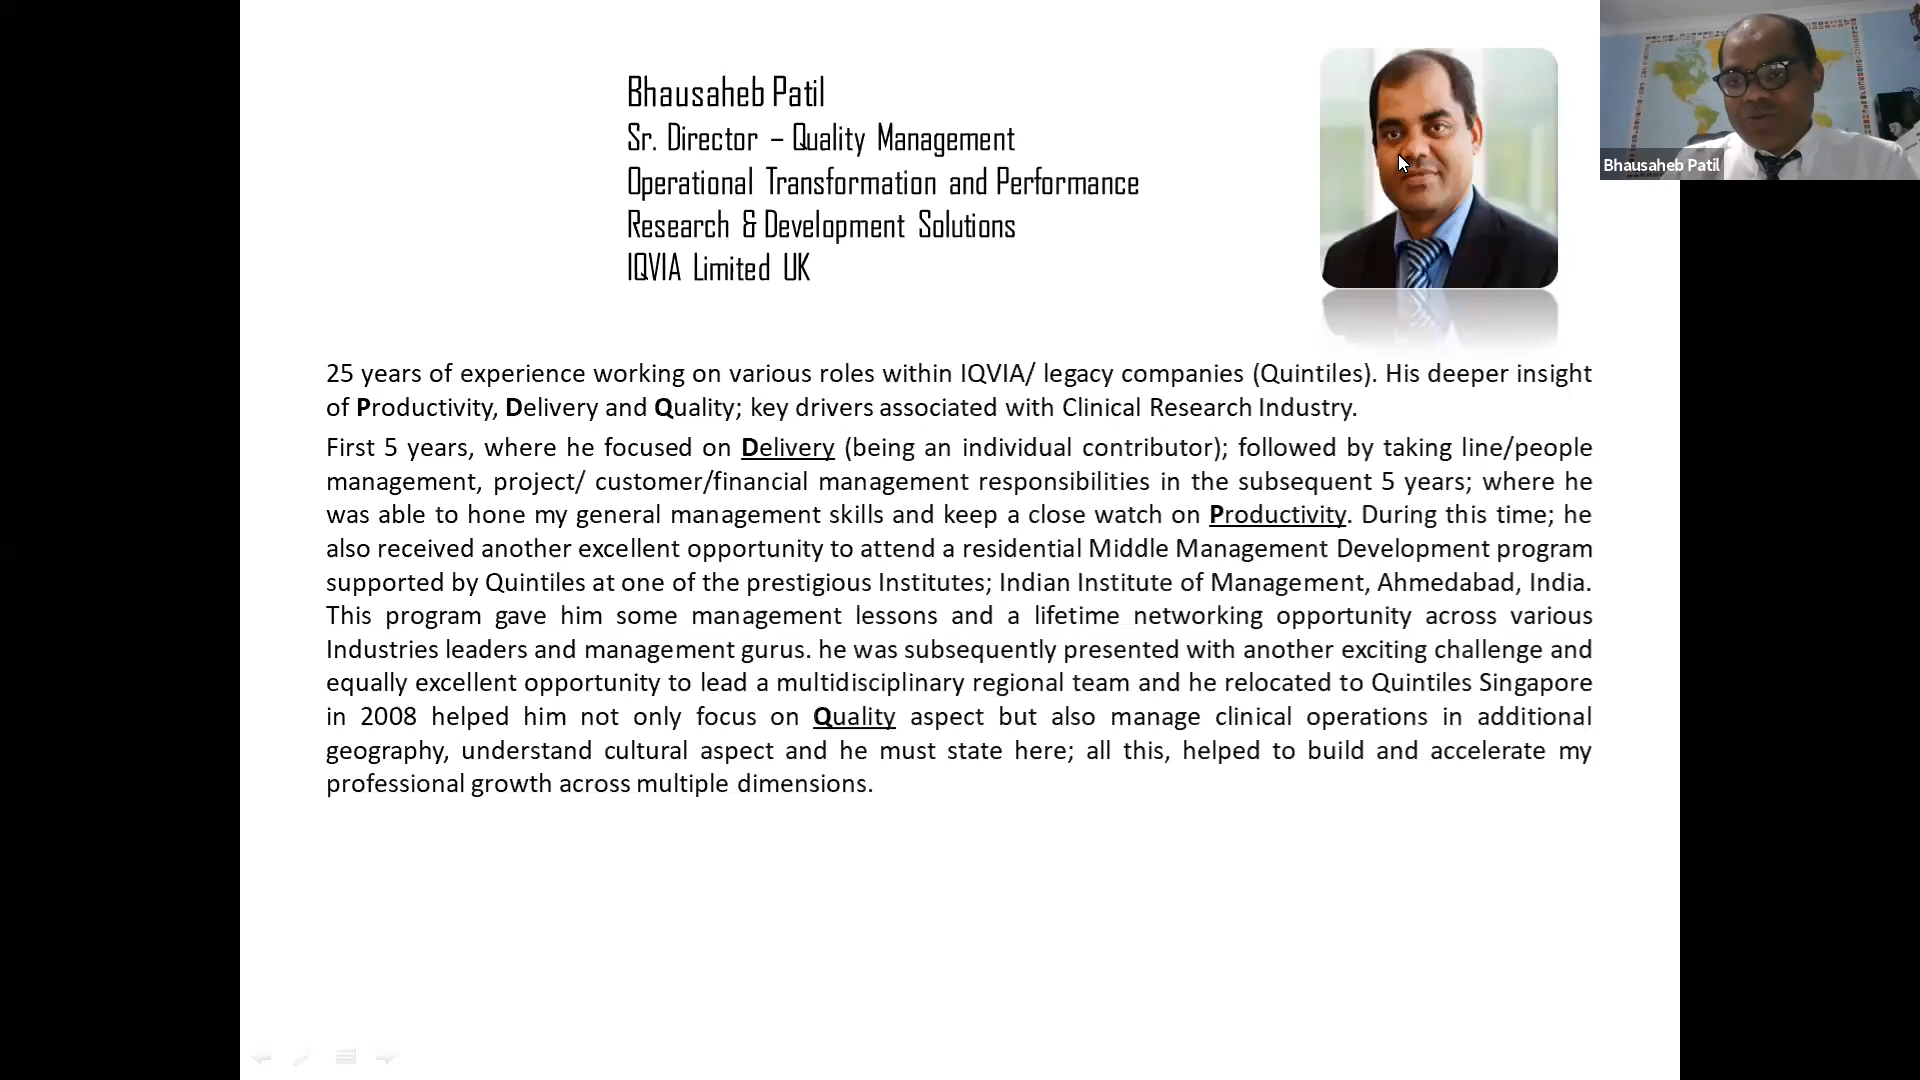 Bhausaheb Patil
Sr. Director – Quality Management
Operational Transformation and Performance
Research & Development Solutions
IQVIA Limited UK
Bhausaheb Patil
25 years of experience working on various roles within IQVIA/ legacy companies (Quintiles). His deeper insight
of Productivity, Delivery and Quality; key drivers associated with Clinical Research Industry.
First 5 years, where he focused on Delivery (being an individual contributor); followed by taking line/people
management, project/ customer/financial management responsibilities in the subsequent 5 years; where he
was able to hone my general management skills and keep a close watch on Productivity. During this time; he
also received another excellent opportunity to attend a residential Middle Management Development program
supported by Quintiles at one of the prestigious Institutes; Indian Institute of Management, Ahmedabad, India.
This program gave him some management lessons and a lifetime networking opportunity across various
Industries leaders and management gurus. he was subsequently presented with another exciting challenge and
equally excellent opportunity to lead a multidisciplinary regional team and he relocated to Quintiles Singapore
in 2008 helped him not only focus on Quality aspect but also manage clinical operations in additional
geography, understand cultural aspect and he must state here; all this, helped to build and accelerate my
professional growth across multiple dimensions.